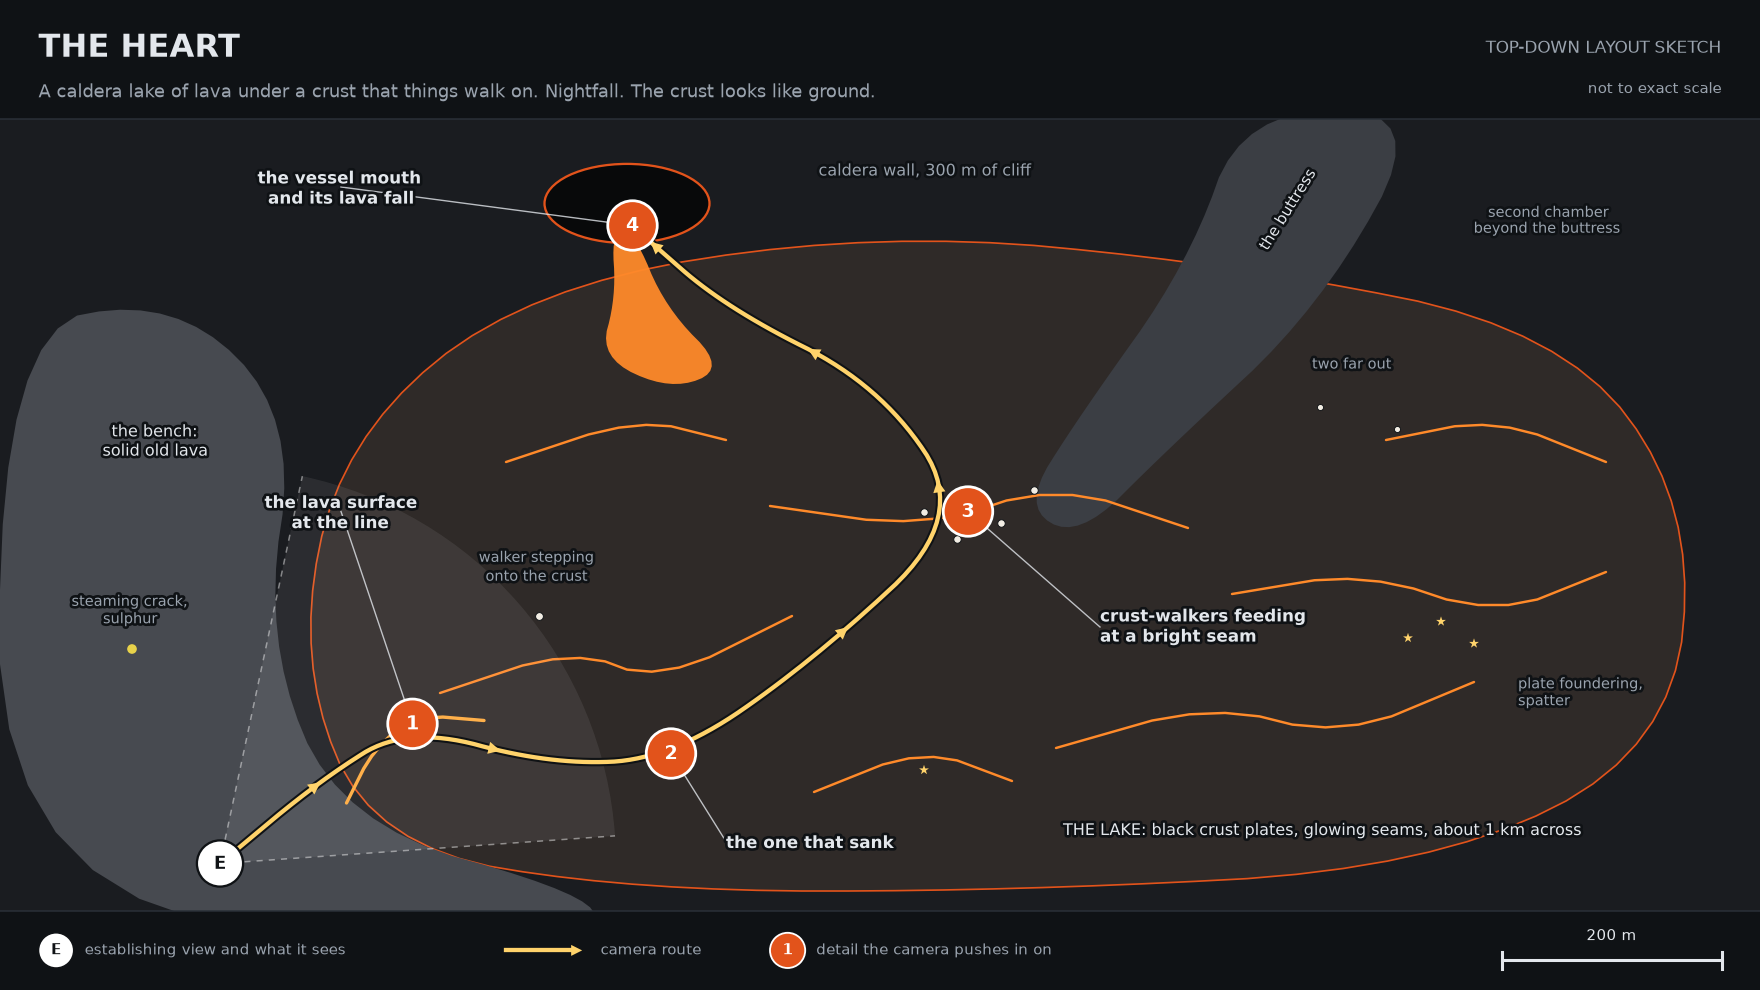 THE HEART
TOP-DOWN LAYOUT SKETCH
A caldera lake of lava under a crust that things walk on. Nightfall. The crust looks like ground.
not to exact scale
the vessel mouth
and its lava fall
caldera wall, 300 m of cliff
the buttress
second chamber
beyond the buttress
4
two far out
the bench:
solid old lava
the lava surface
at the line
3
walker stepping
onto the crust
steaming crack,
sulphur
crust-walkers feeding
at a bright seam
plate foundering,
spatter
1
2
the one that sank
THE LAKE: black crust plates, glowing seams, about 1 km across
E
E
establishing view and what it sees
camera route
1
detail the camera pushes in on
200 m